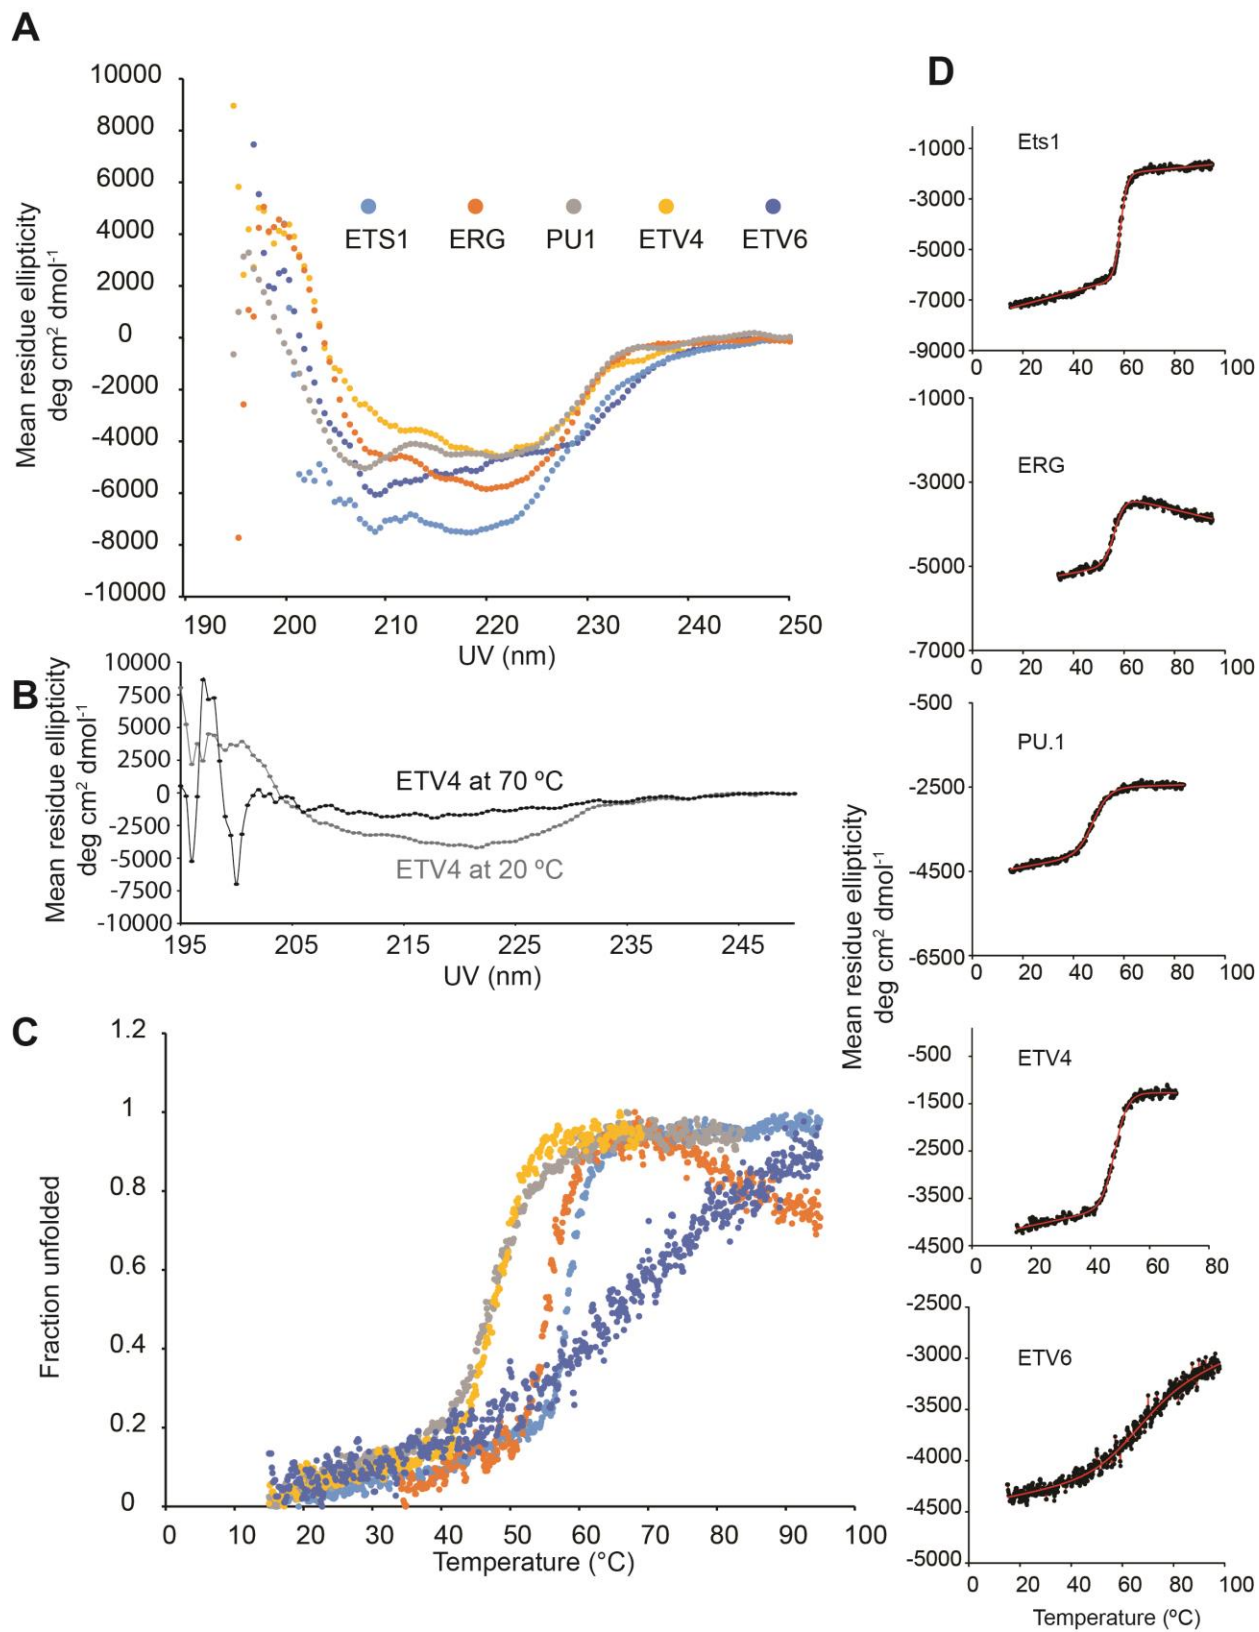 A
10000
8000
6000
4000
2000
0
-2000
-4000
-6000
-8000
-10000
Mean residue ellipticity
deg cm² dmol⁻¹
ETS1 ERG PU1 ETV4 ETV6
190 200 210 220 230 240 250
UV (nm)
B
10000
7500
5000
2500
0
-2500
-5000
-7500
-10000
Mean residue ellipticity
deg cm² dmol⁻¹
ETV4 at 70 ºC
ETV4 at 20 ºC
195 205 215 225 235 245
UV (nm)
C
1.2
1
0.8
0.6
0.4
0.2
0
Fraction unfolded
0 10 20 30 40 50 60 70 80 90 100
Temperature (°C)
D
Mean residue ellipticity
deg cm² dmol⁻¹
Ets1
-1000
-3000
-5000
-7000
-9000
0 20 40 60 80 100
ERG
-1000
-3000
-5000
-7000
0 20 40 60 80 100
PU.1
-500
-2500
-4500
-6500
0 20 40 60 80 100
ETV4
-500
-1500
-2500
-3500
-4500
0 20 40 60 80
ETV6
-2500
-3000
-3500
-4000
-4500
-5000
0 20 40 60 80 100
Temperature (ºC)